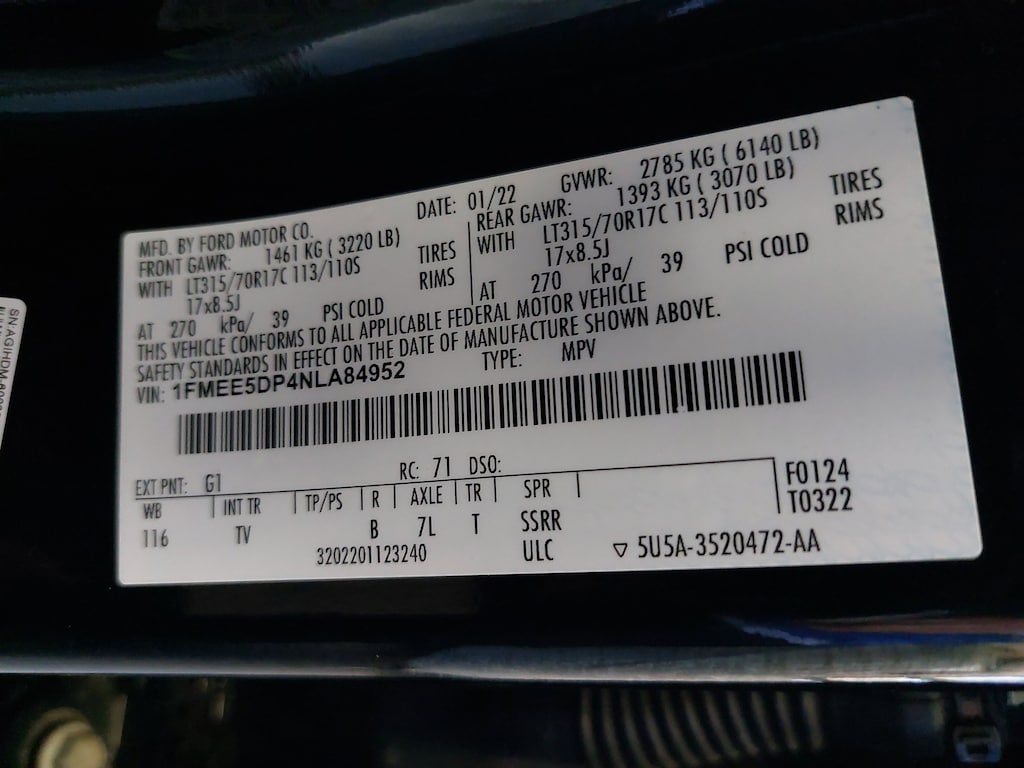 MFD. BY FORD MOTOR CO.
DATE: 01/22
GVWR: 2785 KG ( 6140 LB)
FRONT GAWR: 1461 KG ( 3220 LB)
WITH LT315/70R17C 113/110S TIRES
17x8.5J RIMS
AT 270 kPa/ 39 PSI COLD
REAR GAWR: 1393 KG ( 3070 LB)
WITH LT315/70R17C 113/110S TIRES
17x8.5J RIMS
AT 270 kPa/ 39 PSI COLD
THIS VEHICLE CONFORMS TO ALL APPLICABLE FEDERAL MOTOR VEHICLE
SAFETY STANDARDS IN EFFECT ON THE DATE OF MANUFACTURE SHOWN ABOVE.
VIN: 1FMEE5DP4NLA84952
TYPE: MPV
EXT PNT: G1 RC: 71 DSO:
WB INT TR TP/PS R AXLE TR SPR
116 TV B 7L T SSRR
3202201123240 ULC ▽ 5U5A-3520472-AA
F0124
T0322